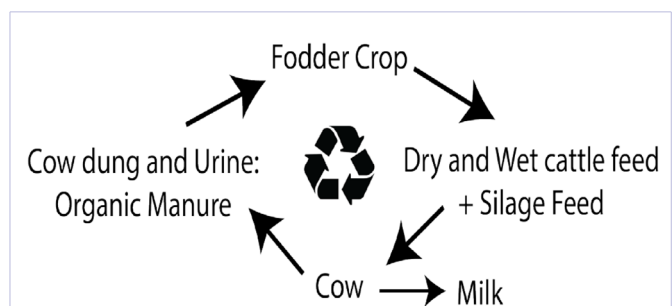 Fodder Crop
Cow dung and Urine:
Organic Manure
Dry and Wet cattle feed
+ Silage Feed
Cow
Milk